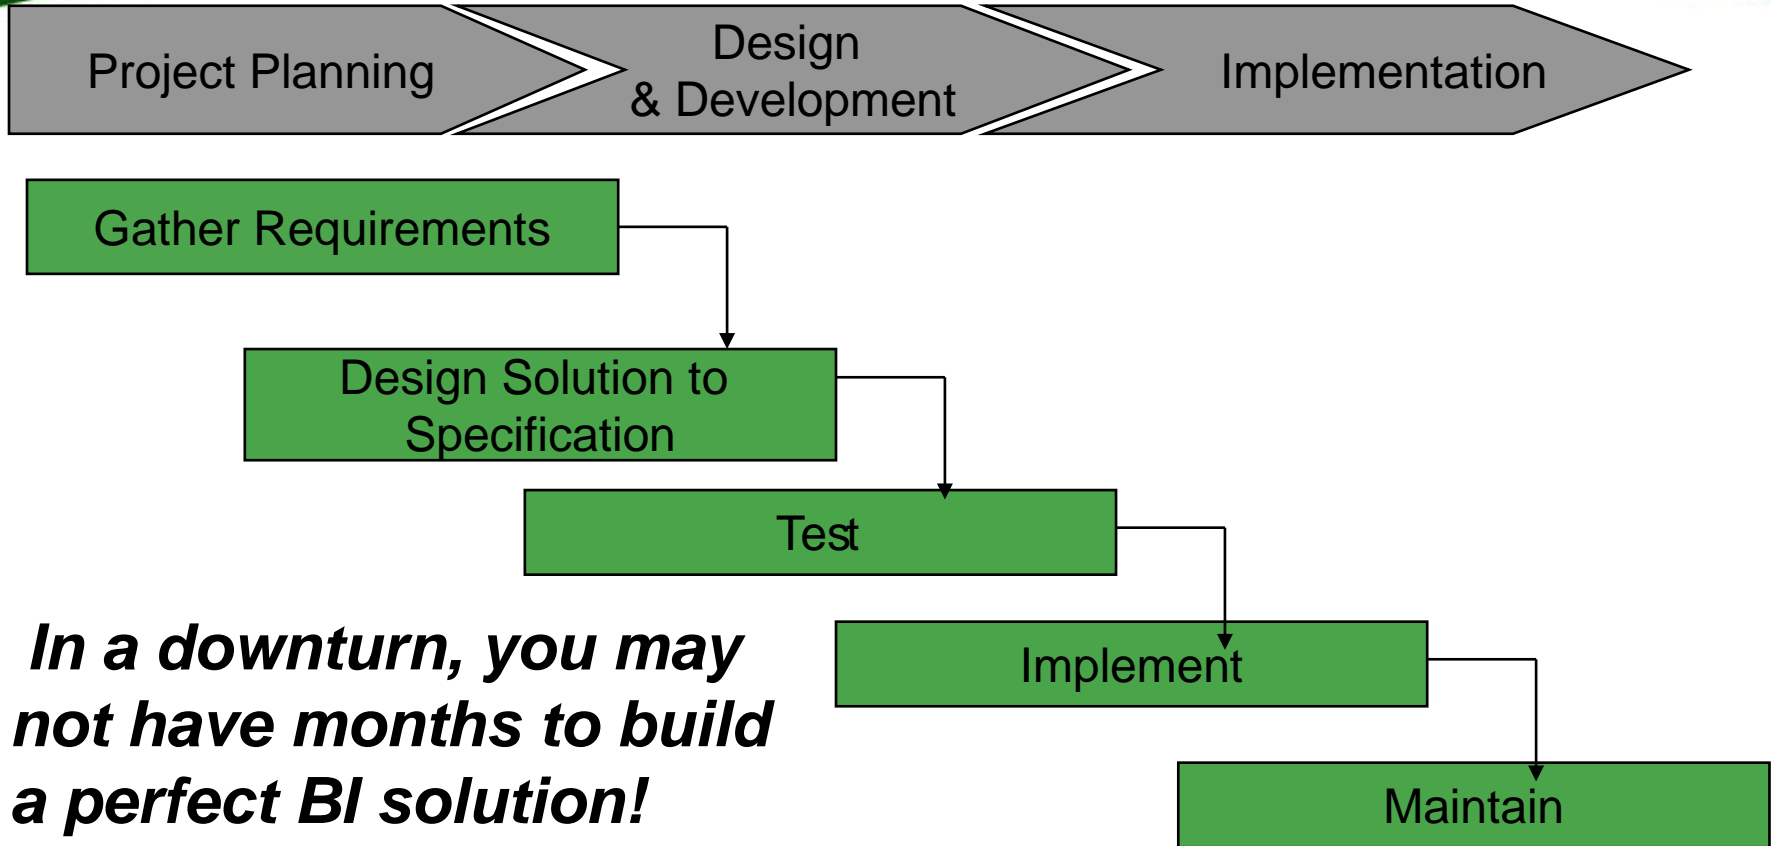 Project Planning
Design
& Development
Implementation
Gather Requirements
Design Solution to
Specification
Test
In a downturn, you may
not have months to build
a perfect BI solution!
Implement
Maintain